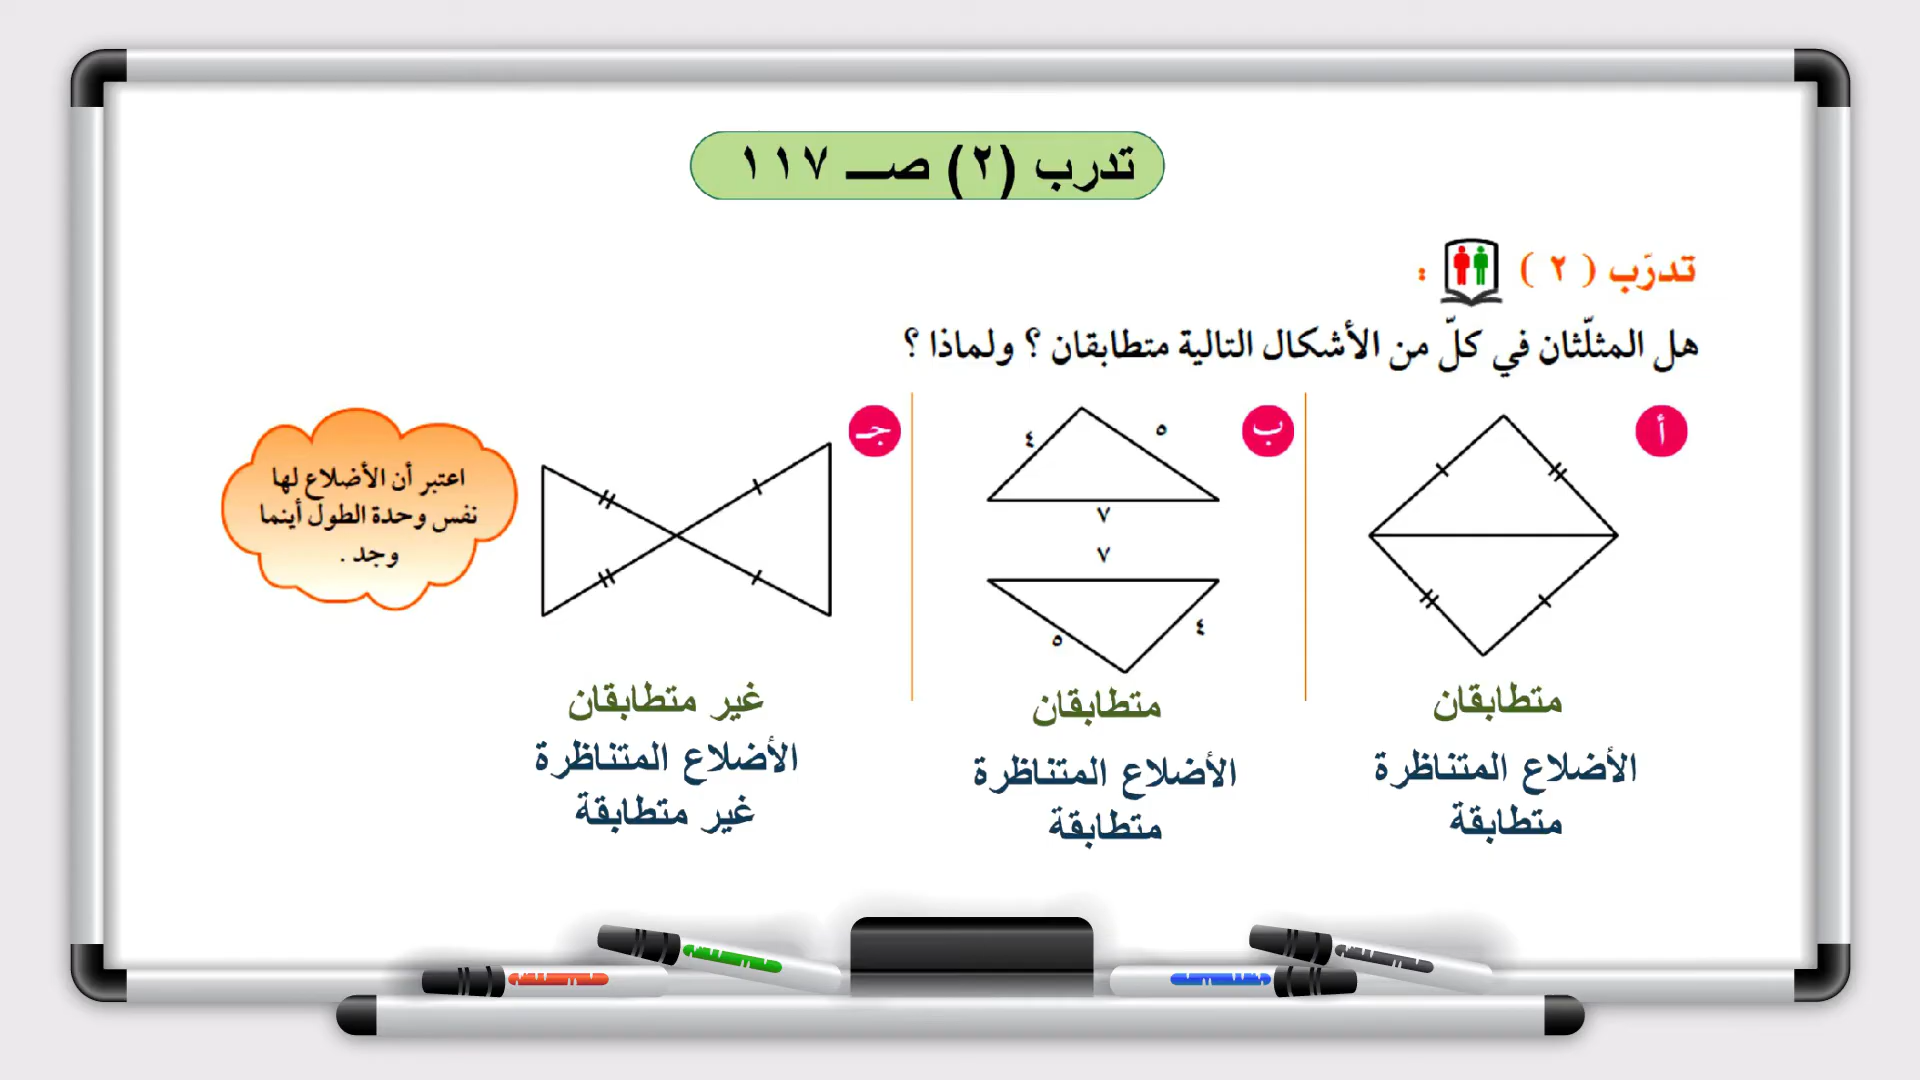 تدرب (٢) صـــ ١١٧
تدرَّب ( ٢ ) :
هل المثلّثان في كلّ من الأشكال التالية متطابقان ؟ ولماذا ؟
أ
ب
٤
٥
٧
٧
٥
٤
جـ
اعتبر أن الأضلاع لها
نفس وحدة الطول أينما
وجد .
متطابقان
الأضلاع المتناظرة
متطابقة
متطابقان
الأضلاع المتناظرة
متطابقة
غير متطابقان
الأضلاع المتناظرة
غير متطابقة